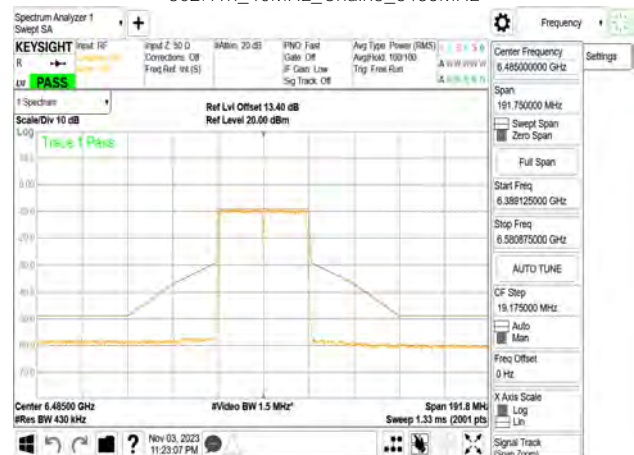 Spectrum Analyzer 1
Swept SA
Frequency
KEYSIGHT
Input: RF
Input Z: 50 Ω
Corrections: Off
Freq Ref: Int (S)
#Atten: 20 dB
PNO: Fast
Gate: Off
IF Gain: Low
Sig Track: Off
Avg Type: Power (RMS)
Avg|Hold: 100/100
Trig: Free Run
PASS
Center Frequency
6.485000000 GHz
Settings
1 Spectrum
Scale/Div 10 dB
Ref Lvl Offset 13.40 dB
Ref Level 20.00 dBm
Log
Trace 1 Pass
Span
191.750000 MHz
Swept Span
Zero Span
Full Span
Start Freq
6.389125000 GHz
Stop Freq
6.580875000 GHz
AUTO TUNE
CF Step
19.175000 MHz
Auto
Man
Freq Offset
0 Hz
X Axis Scale
Log
Lin
Signal Track
(Span Zoom)
Center 6.48500 GHz
#Res BW 430 kHz
#Video BW 1.5 MHz*
Span 191.8 MHz
Sweep 1.33 ms (2001 pts
Nov 03, 2023
11:23:07 PM